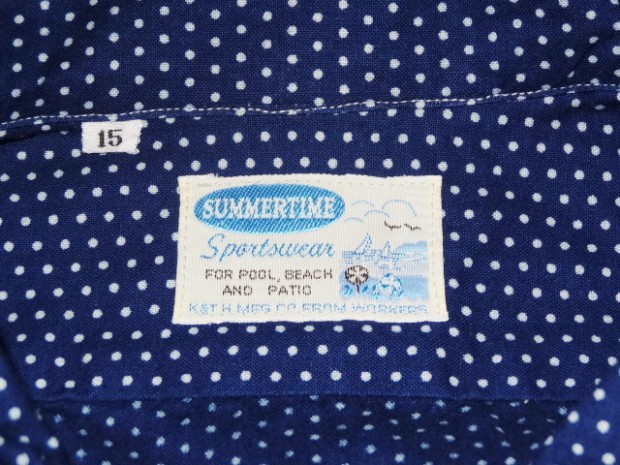 15
SUMMERTIME
Sportswear
FOR POOL, BEACH
AND PATIO
K&T H MFG CO FROM WORKERS